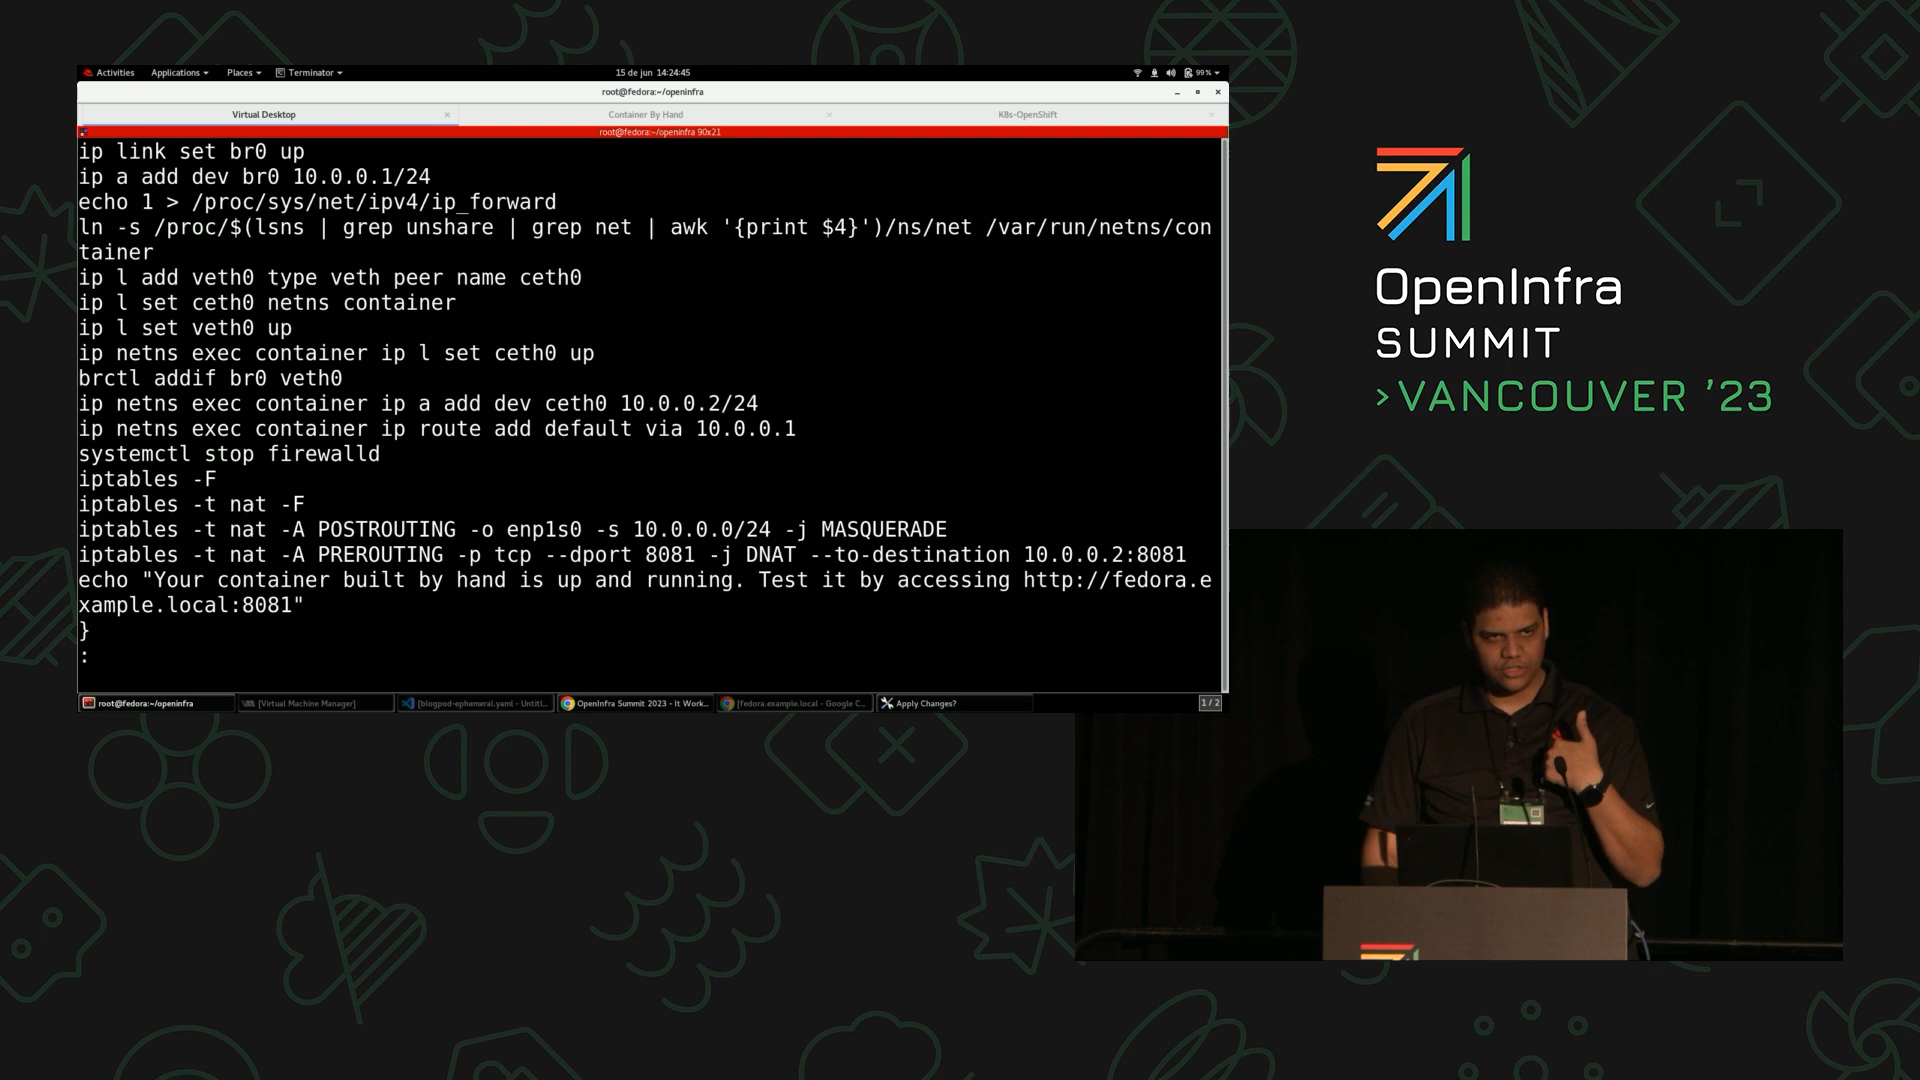 Activities Applications Places Terminator 15 de jun 14:24:45 99%
root@fedora:~/openinfra
Virtual Desktop Container By Hand K8s-OpenShift
root@fedora:~/openinfra 90x21
ip link set br0 up
ip a add dev br0 10.0.0.1/24
echo 1 > /proc/sys/net/ipv4/ip_forward
ln -s /proc/$(lsns | grep unshare | grep net | awk '{print $4}')/ns/net /var/run/netns/con
tainer
ip l add veth0 type veth peer name ceth0
ip l set ceth0 netns container
ip l set veth0 up
ip netns exec container ip l set ceth0 up
brctl addif br0 veth0
ip netns exec container ip a add dev ceth0 10.0.0.2/24
ip netns exec container ip route add default via 10.0.0.1
systemctl stop firewalld
iptables -F
iptables -t nat -F
iptables -t nat -A POSTROUTING -o enp1s0 -s 10.0.0.0/24 -j MASQUERADE
iptables -t nat -A PREROUTING -p tcp --dport 8081 -j DNAT --to-destination 10.0.0.2:8081
echo "Your container built by hand is up and running. Test it by accessing http://fedora.e
xample.local:8081"
}
:
root@fedora:~/openinfra [Virtual Machine Manager] [blogpod-ephemeral.yaml - Untitl... OpenInfra Summit 2023 - It Work... [fedora.example.local - Google C... Apply Changes? 1 / 2
OpenInfra
SUMMIT
>VANCOUVER '23